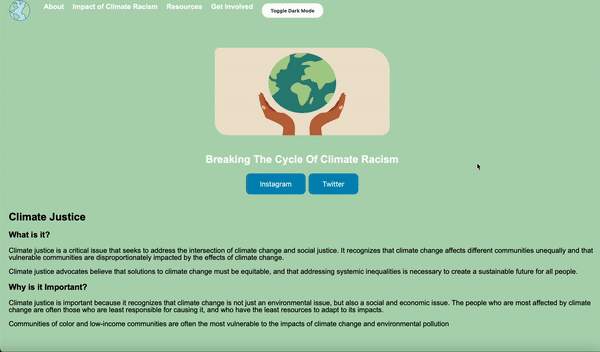 About Impact of Climate Racism Resources Get Involved Toggle Dark Mode
Breaking The Cycle Of Climate Racism
Instagram Twitter
Climate Justice
What is it?
Climate justice is a critical issue that seeks to address the intersection of climate change and social justice. It recognizes that climate change affects different communities unequally and that
vulnerable communities are disproportionately impacted by the effects of climate change.
Climate justice advocates believe that solutions to climate change must be equitable, and that addressing systemic inequalities is necessary to create a sustainable future for all people.
Why is it Important?
Climate justice is important because it recognizes that climate change is not just an environmental issue, but also a social and economic issue. The people who are most affected by climate
change are often those who are least responsible for causing it, and who have the least resources to adapt to its impacts.
Communities of color and low-income communities are often the most vulnerable to the impacts of climate change and environmental pollution